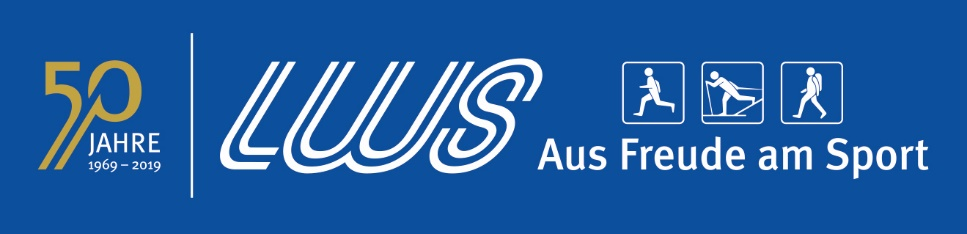 50
JAHRE
1969 – 2019
LWS
Aus Freude am Sport